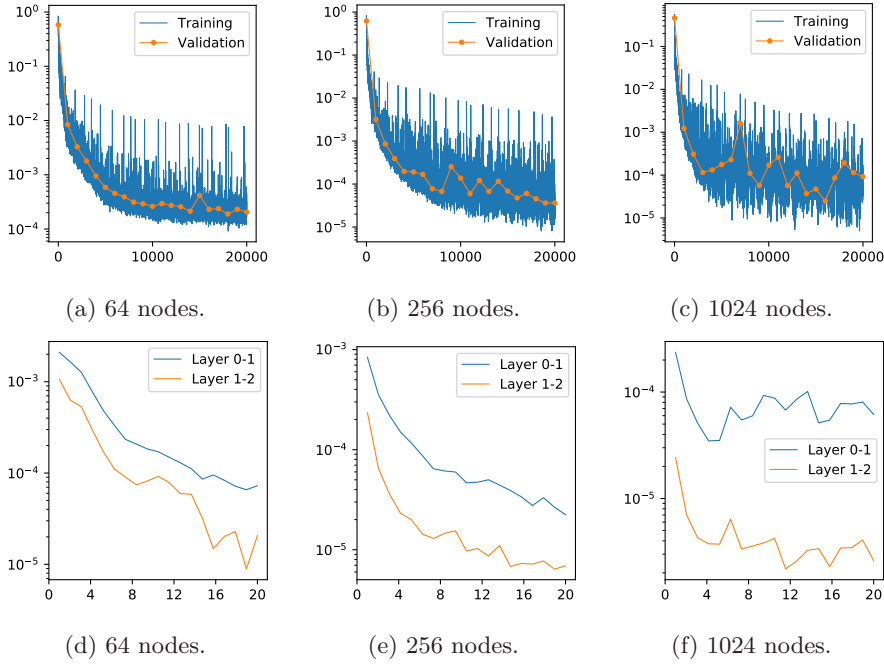 10⁰
10⁻¹
10⁻²
10⁻³
10⁻⁴
0 10000 20000
Training
Validation
(a) 64 nodes.
10⁰
10⁻¹
10⁻²
10⁻³
10⁻⁴
10⁻⁵
0 10000 20000
Training
Validation
(b) 256 nodes.
10⁻¹
10⁻²
10⁻³
10⁻⁴
10⁻⁵
0 10000 20000
Training
Validation
(c) 1024 nodes.
10⁻³
10⁻⁴
10⁻⁵
0 4 8 12 16 20
Layer 0-1
Layer 1-2
(d) 64 nodes.
10⁻³
10⁻⁴
10⁻⁵
0 4 8 12 16 20
Layer 0-1
Layer 1-2
(e) 256 nodes.
10⁻⁴
10⁻⁵
0 4 8 12 16 20
Layer 0-1
Layer 1-2
(f) 1024 nodes.